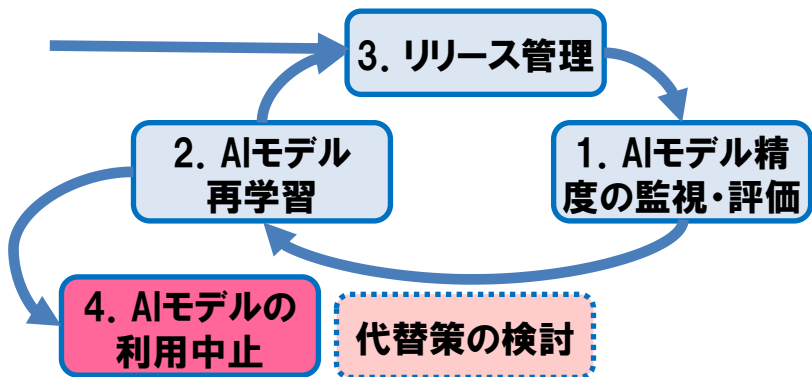 3. リリース管理
2. AIモデル
再学習
1. AIモデル精
度の監視・評価
4. AIモデルの
利用中止
代替策の検討